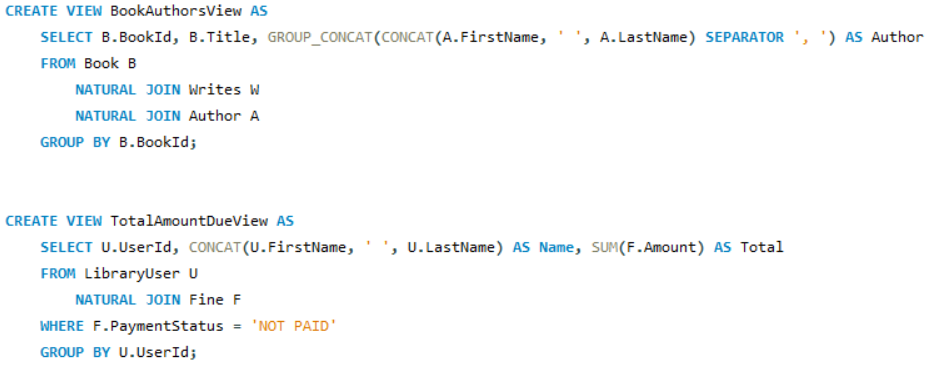 CREATE VIEW BookAuthorsView AS
SELECT B.BookId, B.Title, GROUP_CONCAT(CONCAT(A.FirstName, ' ', A.LastName) SEPARATOR ', ') AS Author
FROM Book B
NATURAL JOIN Writes W
NATURAL JOIN Author A
GROUP BY B.BookId;
CREATE VIEW TotalAmountDueView AS
SELECT U.UserId, CONCAT(U.FirstName, ' ', U.LastName) AS Name, SUM(F.Amount) AS Total
FROM LibraryUser U
NATURAL JOIN Fine F
WHERE F.PaymentStatus = 'NOT PAID'
GROUP BY U.UserId;